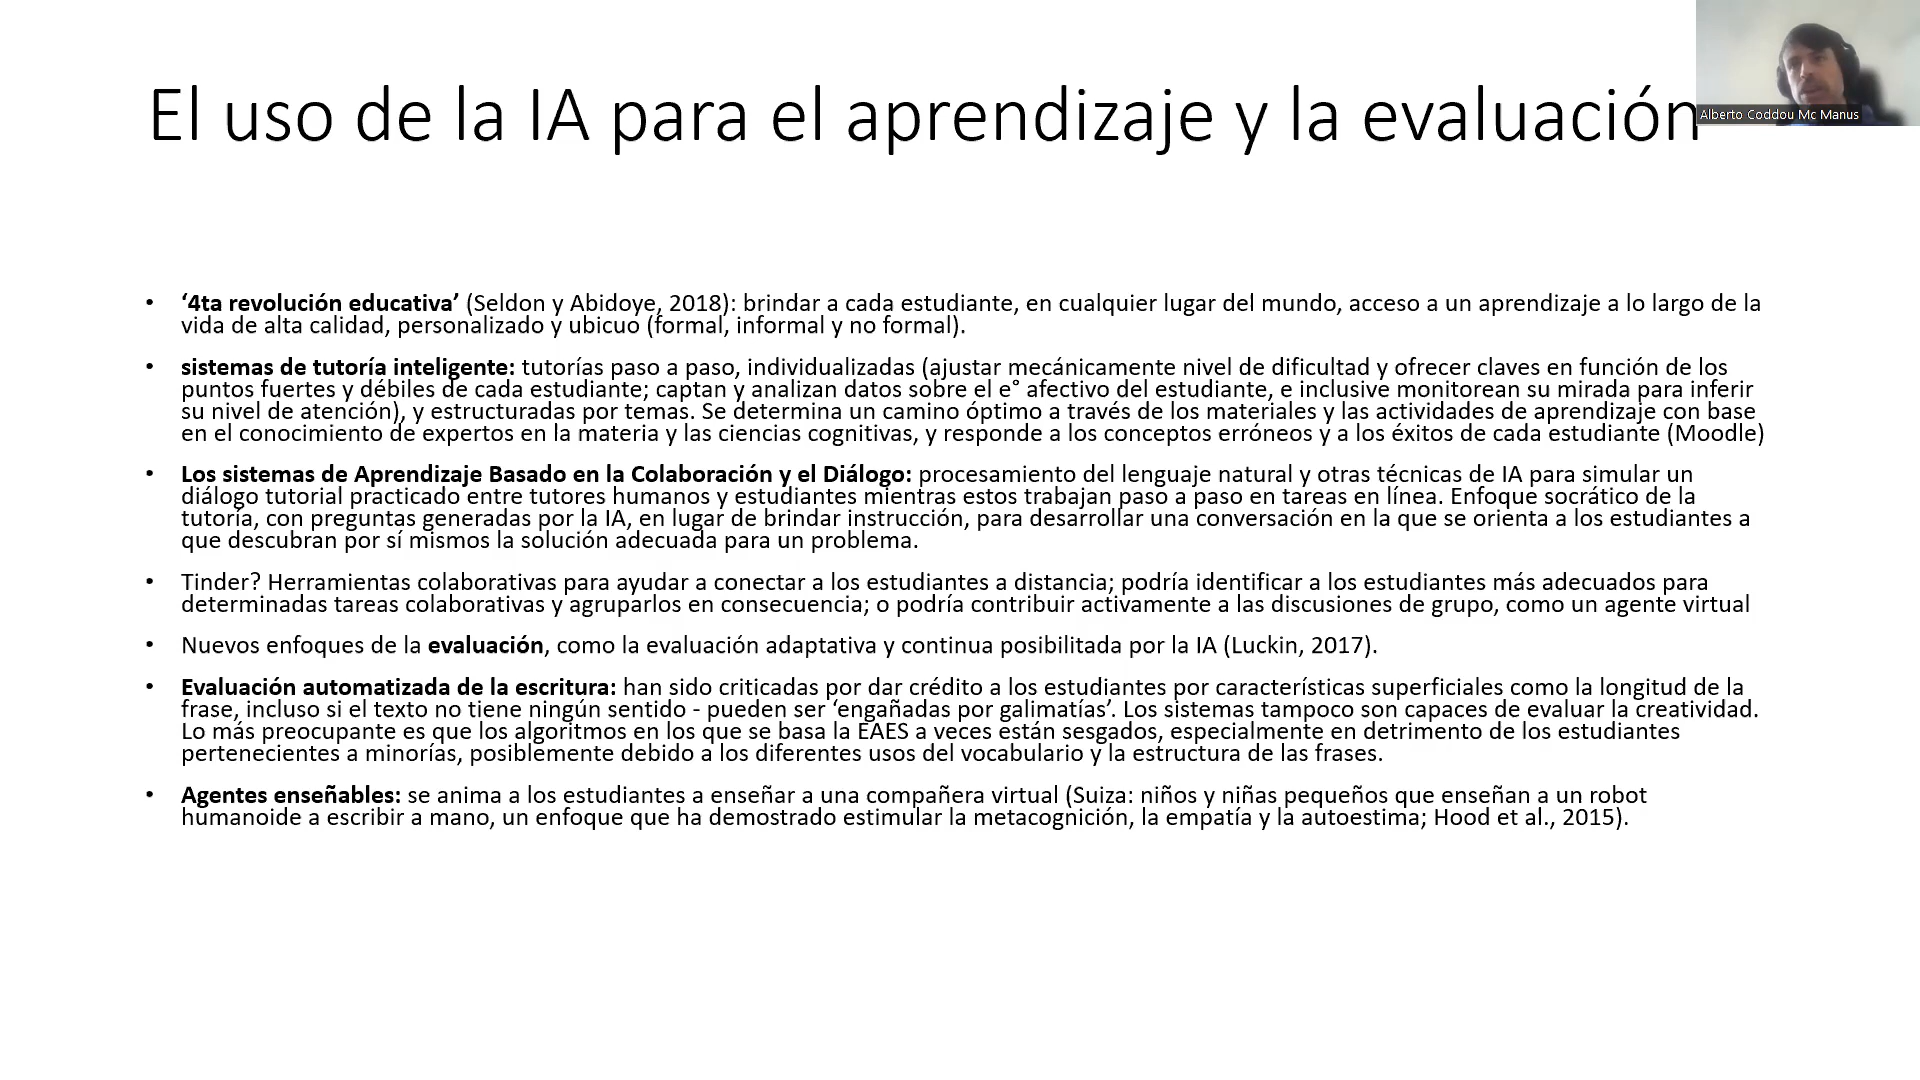 El uso de la IA para el aprendizaje y la evaluación
Alberto Coddou Mc Manus
• ‘4ta revolución educativa’ (Seldon y Abidoye, 2018): brindar a cada estudiante, en cualquier lugar del mundo, acceso a un aprendizaje a lo largo de la
vida de alta calidad, personalizado y ubicuo (formal, informal y no formal).
• sistemas de tutoría inteligente: tutorías paso a paso, individualizadas (ajustar mecánicamente nivel de dificultad y ofrecer claves en función de los
puntos fuertes y débiles de cada estudiante; captan y analizan datos sobre el e° afectivo del estudiante, e inclusive monitorean su mirada para inferir
su nivel de atención), y estructuradas por temas. Se determina un camino óptimo a través de los materiales y las actividades de aprendizaje con base
en el conocimiento de expertos en la materia y las ciencias cognitivas, y responde a los conceptos erróneos y a los éxitos de cada estudiante (Moodle)
• Los sistemas de Aprendizaje Basado en la Colaboración y el Diálogo: procesamiento del lenguaje natural y otras técnicas de IA para simular un
diálogo tutorial practicado entre tutores humanos y estudiantes mientras estos trabajan paso a paso en tareas en línea. Enfoque socrático de la
tutoría, con preguntas generadas por la IA, en lugar de brindar instrucción, para desarrollar una conversación en la que se orienta a los estudiantes a
que descubran por sí mismos la solución adecuada para un problema.
• Tinder? Herramientas colaborativas para ayudar a conectar a los estudiantes a distancia; podría identificar a los estudiantes más adecuados para
determinadas tareas colaborativas y agruparlos en consecuencia; o podría contribuir activamente a las discusiones de grupo, como un agente virtual
• Nuevos enfoques de la evaluación, como la evaluación adaptativa y continua posibilitada por la IA (Luckin, 2017).
• Evaluación automatizada de la escritura: han sido criticadas por dar crédito a los estudiantes por características superficiales como la longitud de la
frase, incluso si el texto no tiene ningún sentido - pueden ser ‘engañadas por galimatías’. Los sistemas tampoco son capaces de evaluar la creatividad.
Lo más preocupante es que los algoritmos en los que se basa la EAES a veces están sesgados, especialmente en detrimento de los estudiantes
pertenecientes a minorías, posiblemente debido a los diferentes usos del vocabulario y la estructura de las frases.
• Agentes enseñables: se anima a los estudiantes a enseñar a una compañera virtual (Suiza: niños y niñas pequeños que enseñan a un robot
humanoide a escribir a mano, un enfoque que ha demostrado estimular la metacognición, la empatía y la autoestima; Hood et al., 2015).